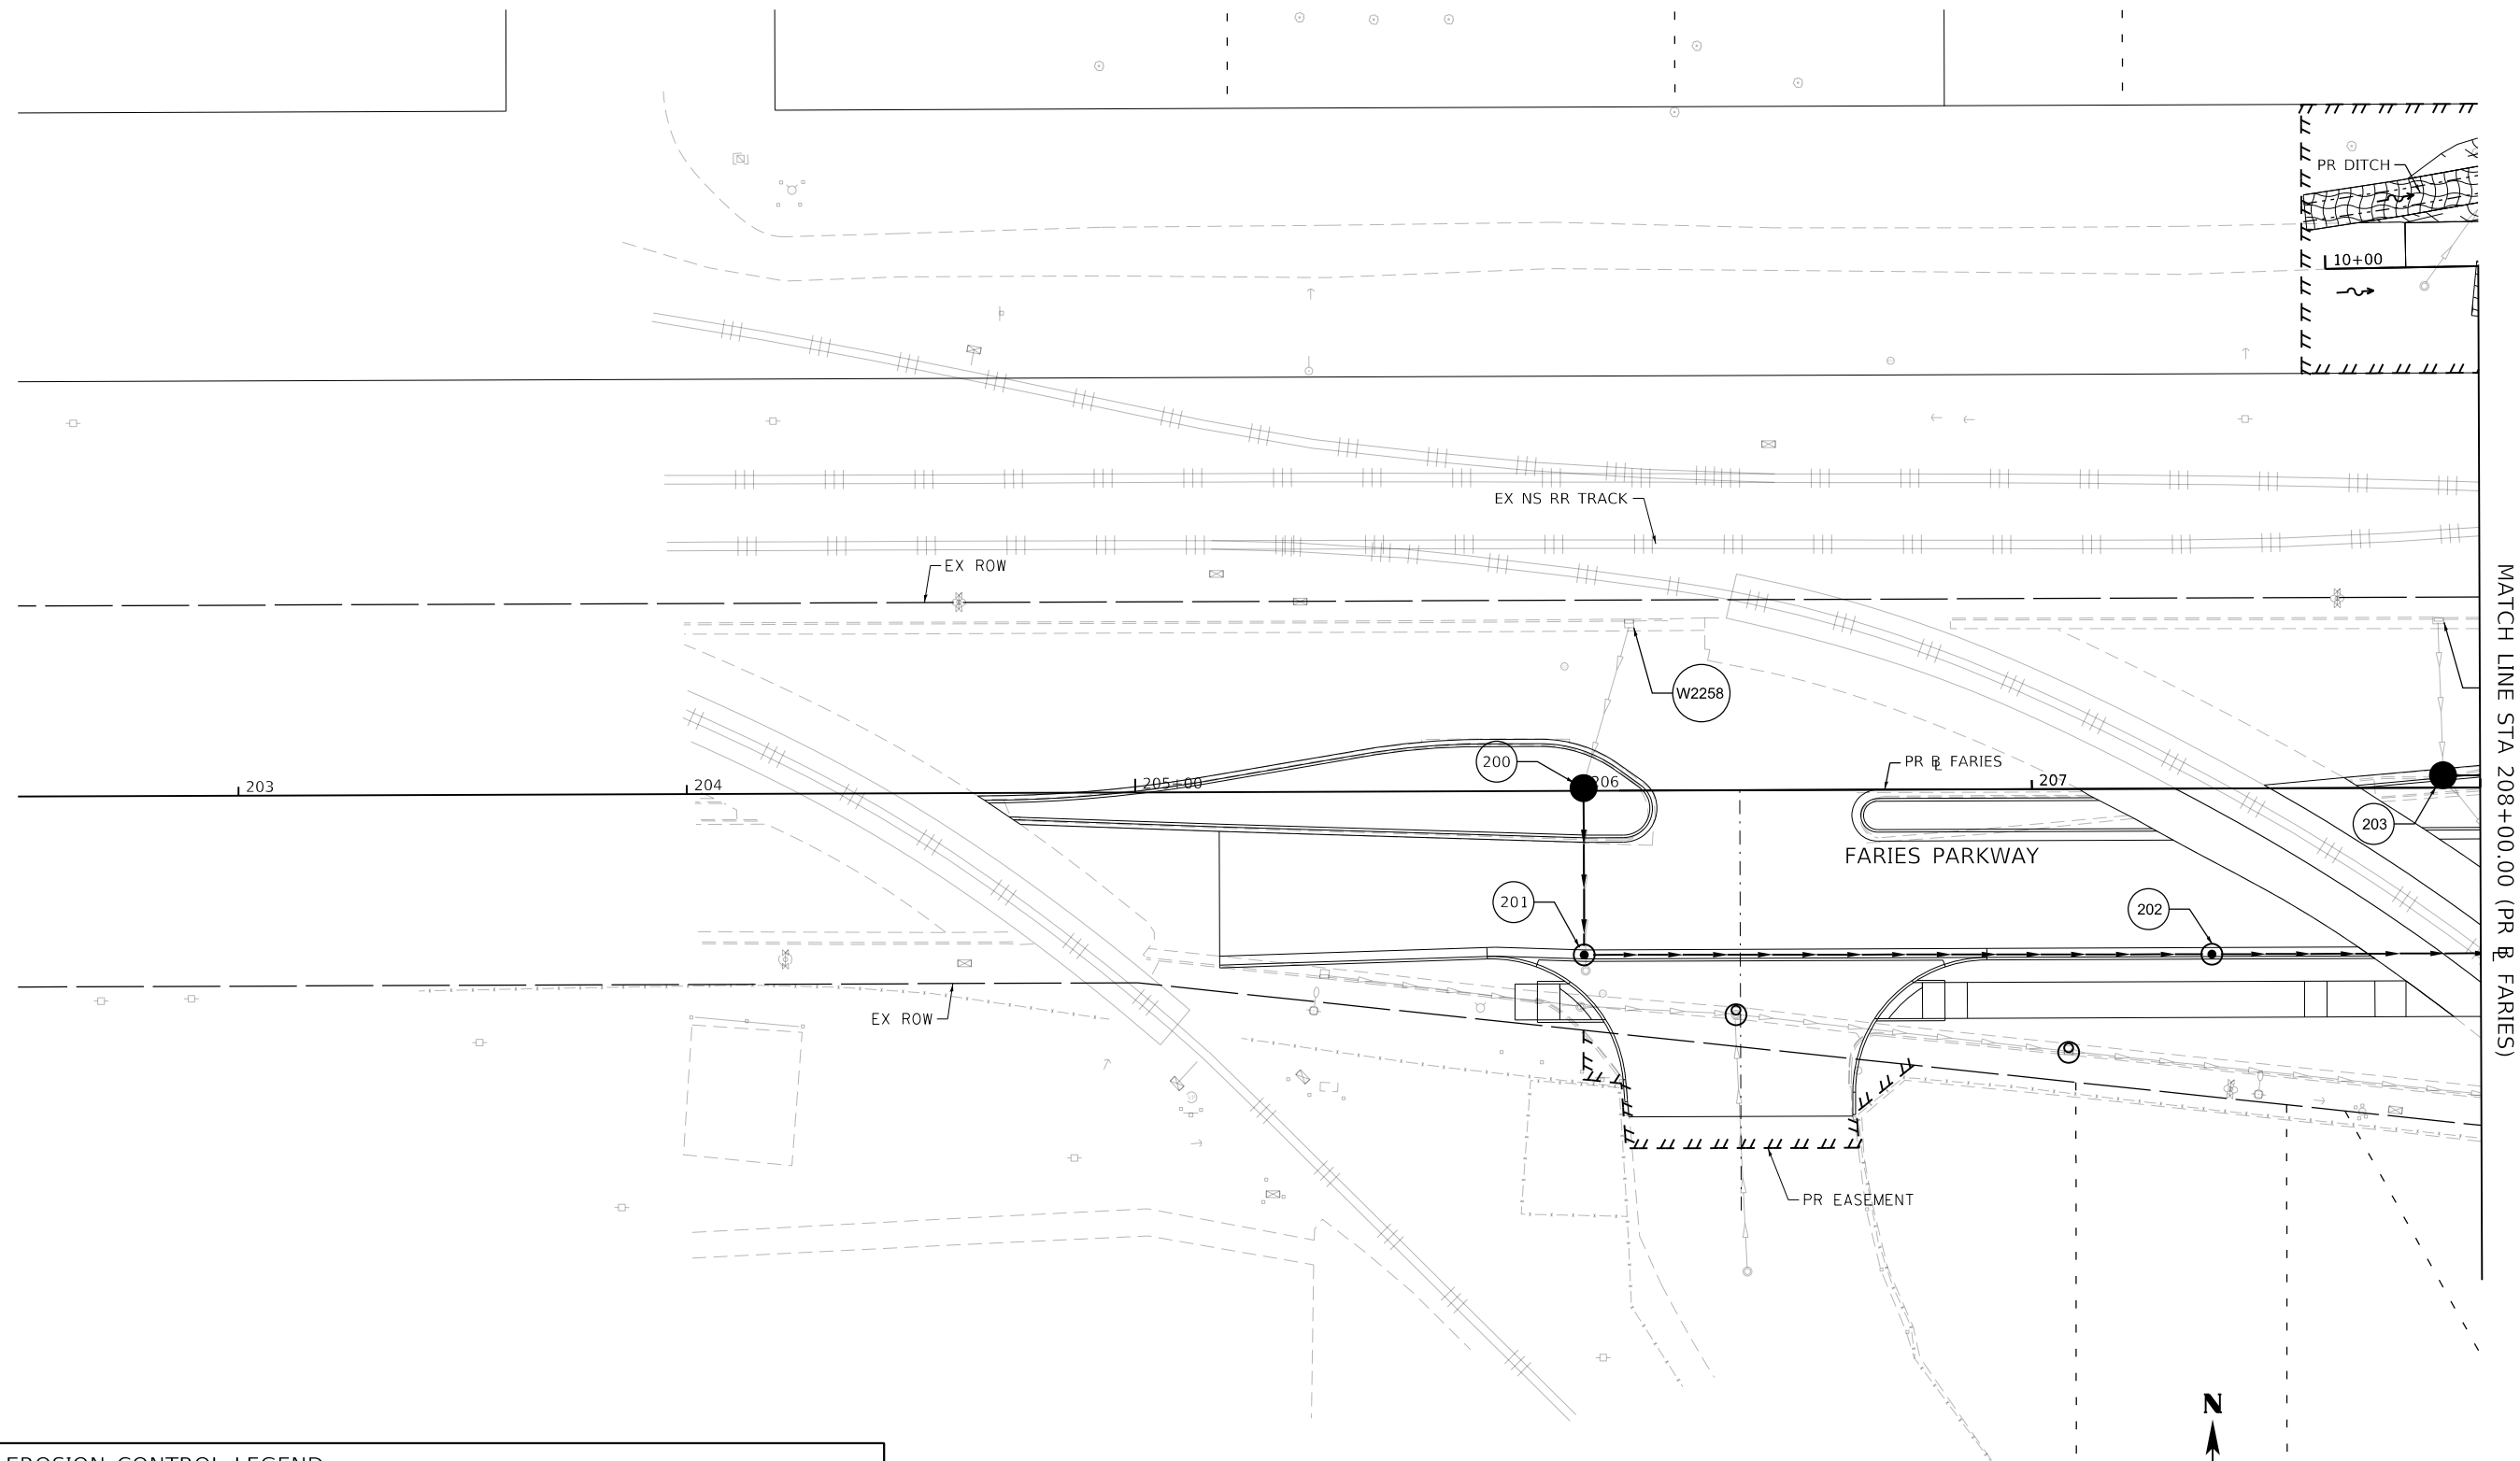 PR DITCH
10+00
EX NS RR TRACK
EX ROW
W2258
200
PR BL FARIES
203
204
205+00
206
207
203
FARIES PARKWAY
201
202
EX ROW
PR EASEMENT
MATCH LINE STA 208+00.00 (PR BL FARIES)
N
EROSION CONTROL LEGEND